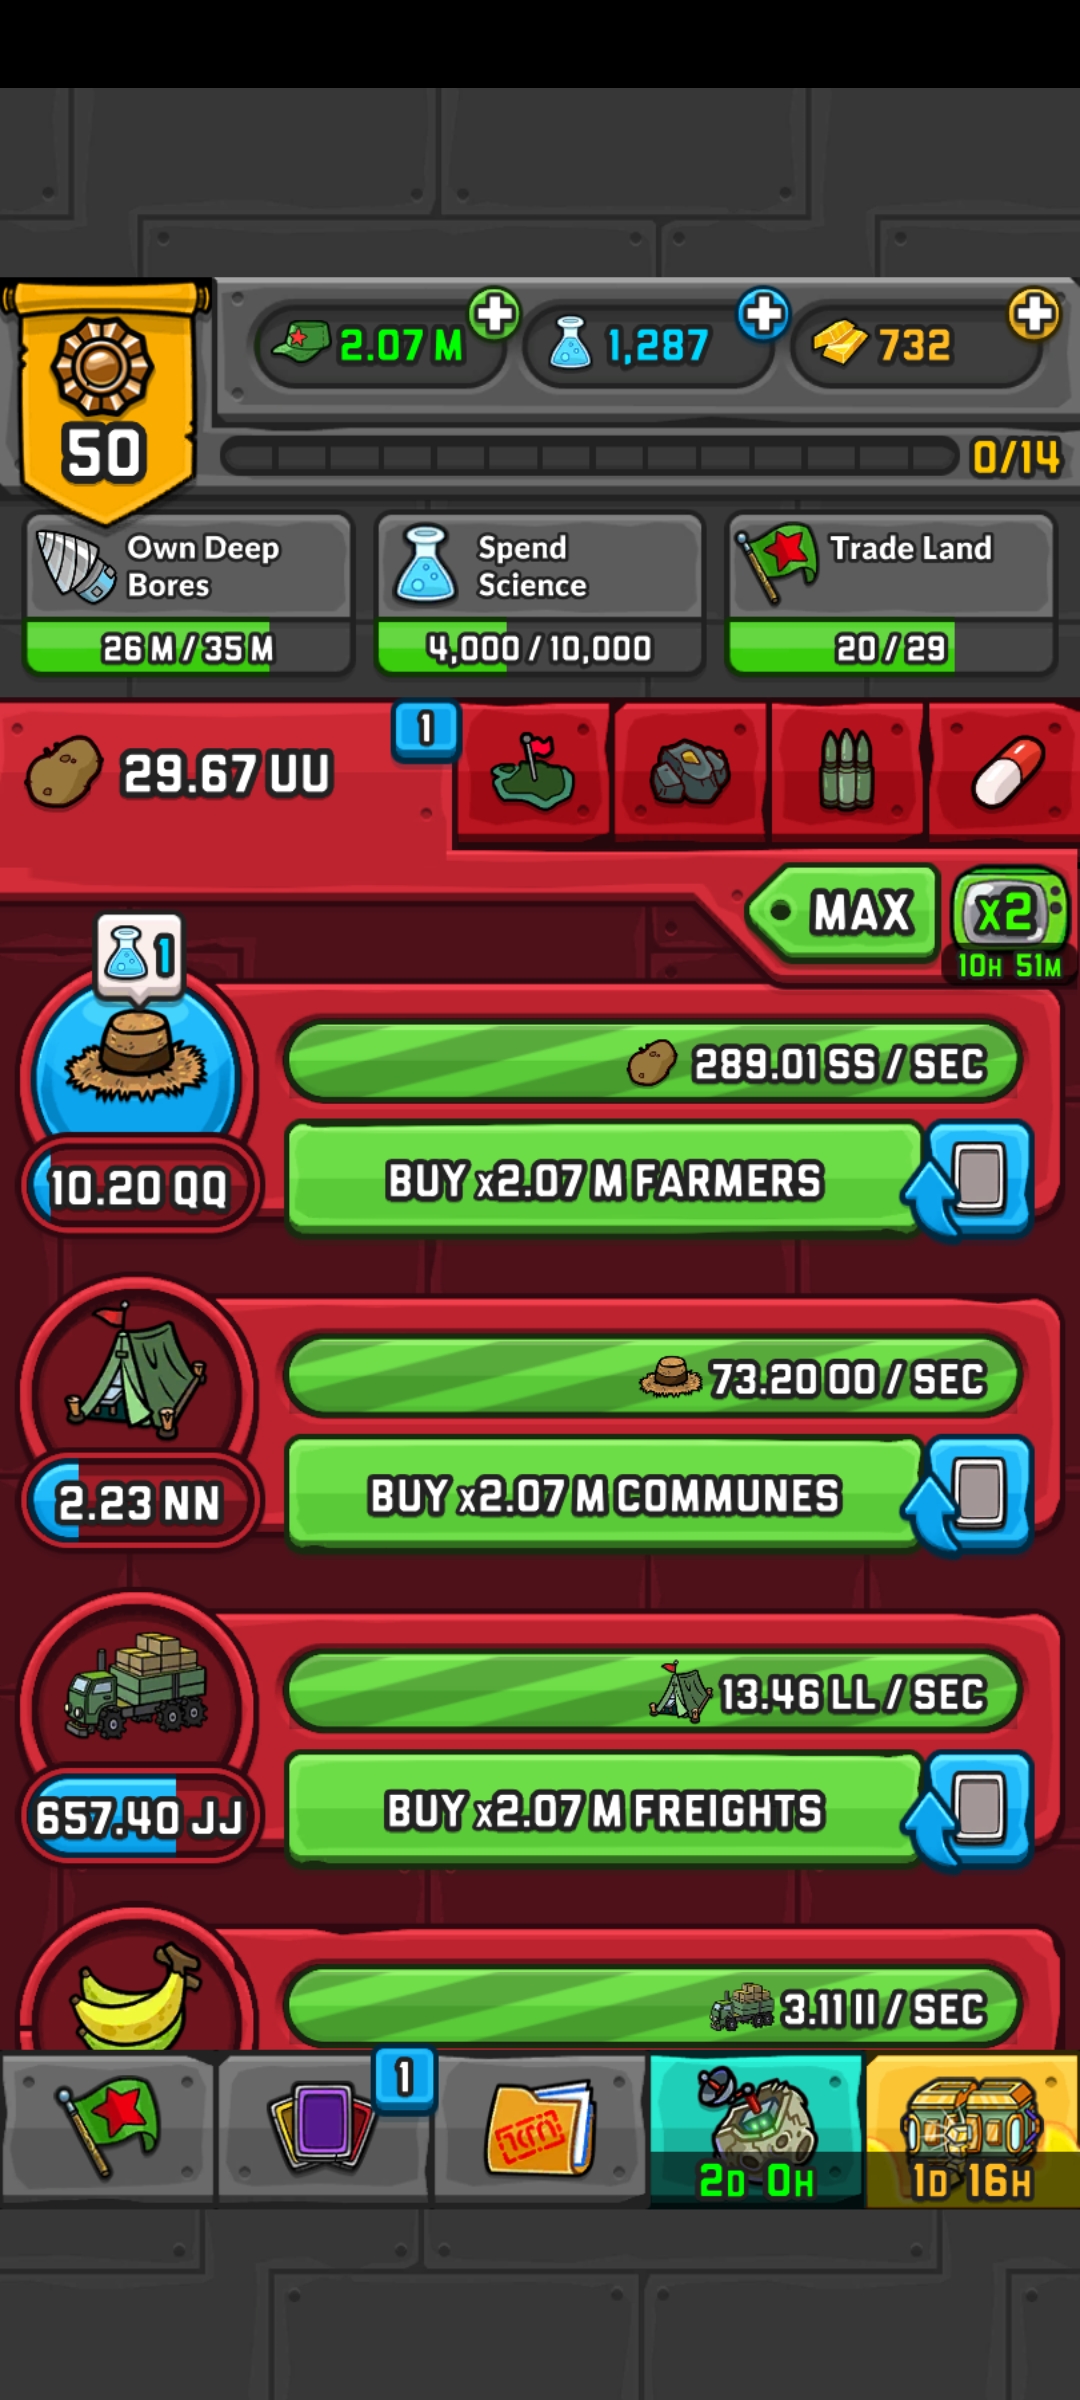 50
2.07 M
1,287
732
0/14
Own Deep
Bores
26 M / 35 M
Spend
Science
4,000 / 10,000
Trade Land
20 / 29
29.67 UU
1
MAX
x2
10H 51M
1
289.01 SS / SEC
10.20 QQ
BUY x2.07 M FARMERS
73.20 OO / SEC
2.23 NN
BUY x2.07 M COMMUNES
13.46 LL / SEC
657.40 JJ
BUY x2.07 M FREIGHTS
3.11 II / SEC
1
2D 0H
1D 16H